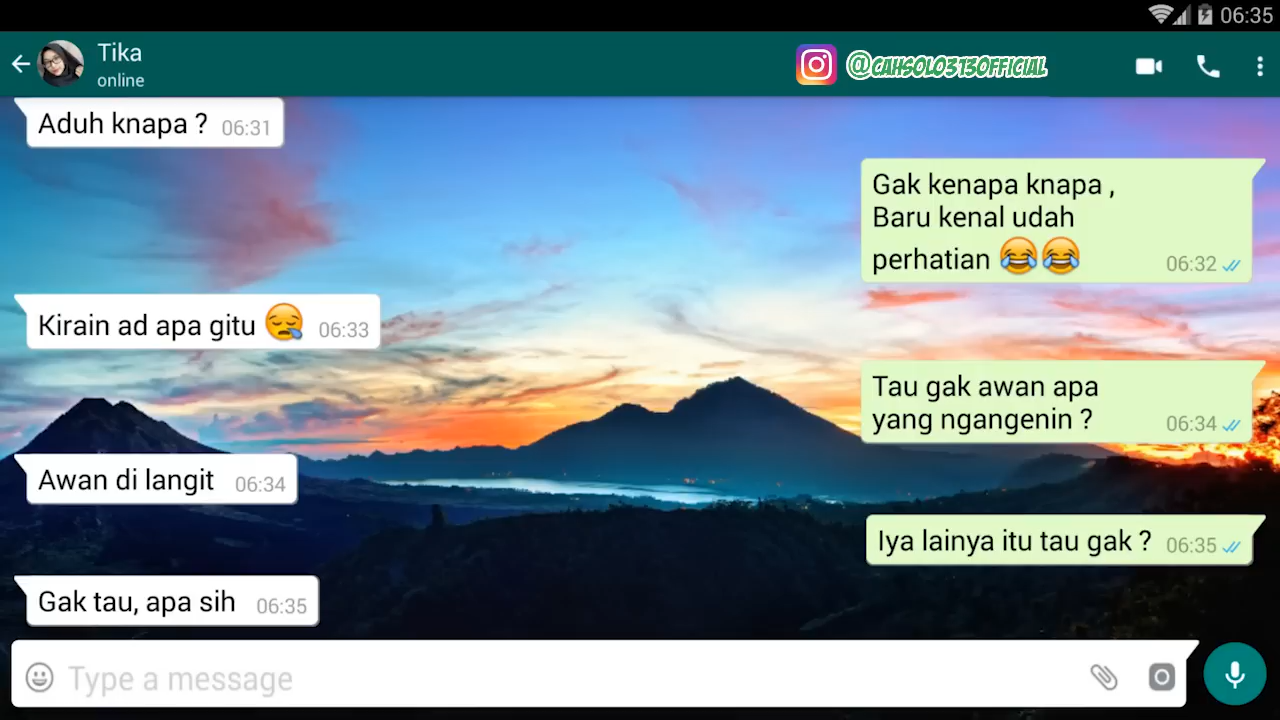 06:35
Tika
online
@CAHSOLO313OFFICIAL
Aduh knapa ? 06:31
Gak kenapa knapa ,
Baru kenal udah
perhatian 😂😂 06:32
Kirain ad apa gitu 😪 06:33
Tau gak awan apa
yang ngangenin ? 06:34
Awan di langit 06:34
Iya lainya itu tau gak ? 06:35
Gak tau, apa sih 06:35
Type a message